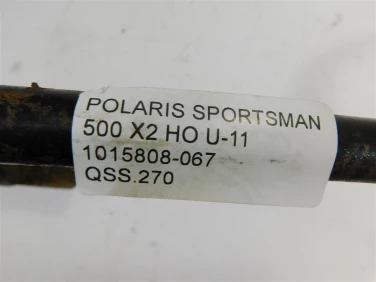 POLARIS SPORTSMAN
500 X2 HO U-11
1015808-067
QSS.270